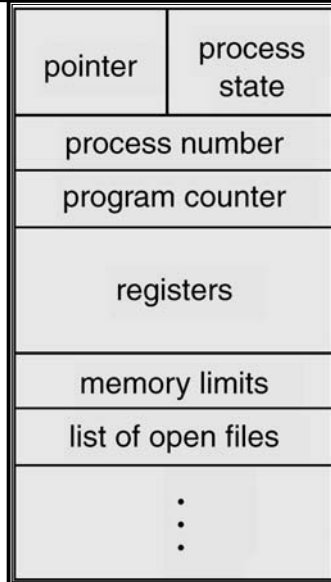 pointer
process
state
process number
program counter
registers
memory limits
list of open files
.
.
.